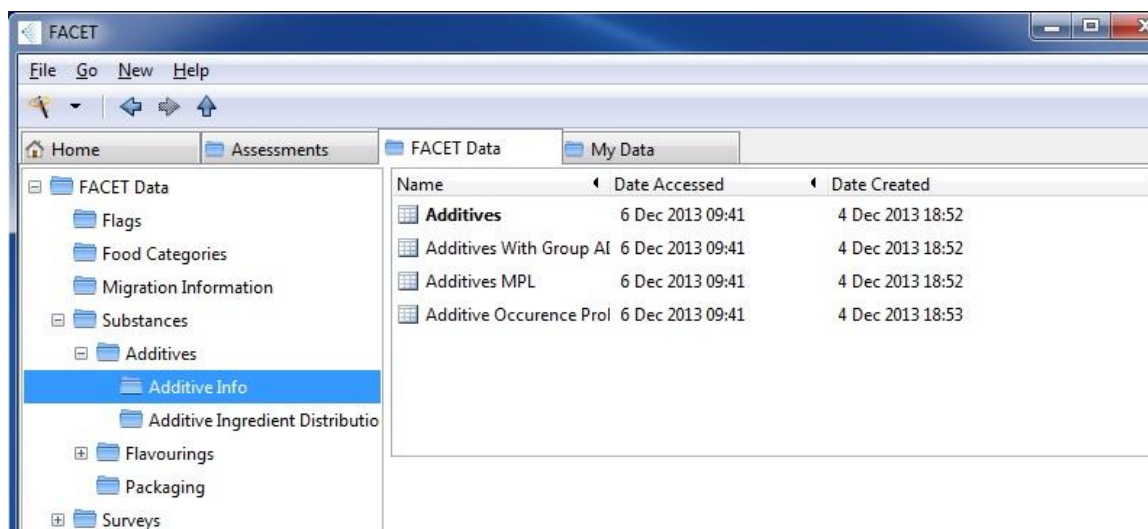 FACET
File Go New Help
Home Assessments FACET Data My Data
FACET Data
Flags
Food Categories
Migration Information
Substances
Additives
Additive Info
Additive Ingredient Distributio
Flavourings
Packaging
Surveys
Name Date Accessed Date Created
Additives 6 Dec 2013 09:41 4 Dec 2013 18:52
Additives With Group AI 6 Dec 2013 09:41 4 Dec 2013 18:52
Additives MPL 6 Dec 2013 09:41 4 Dec 2013 18:52
Additive Occurence Prol 6 Dec 2013 09:41 4 Dec 2013 18:53